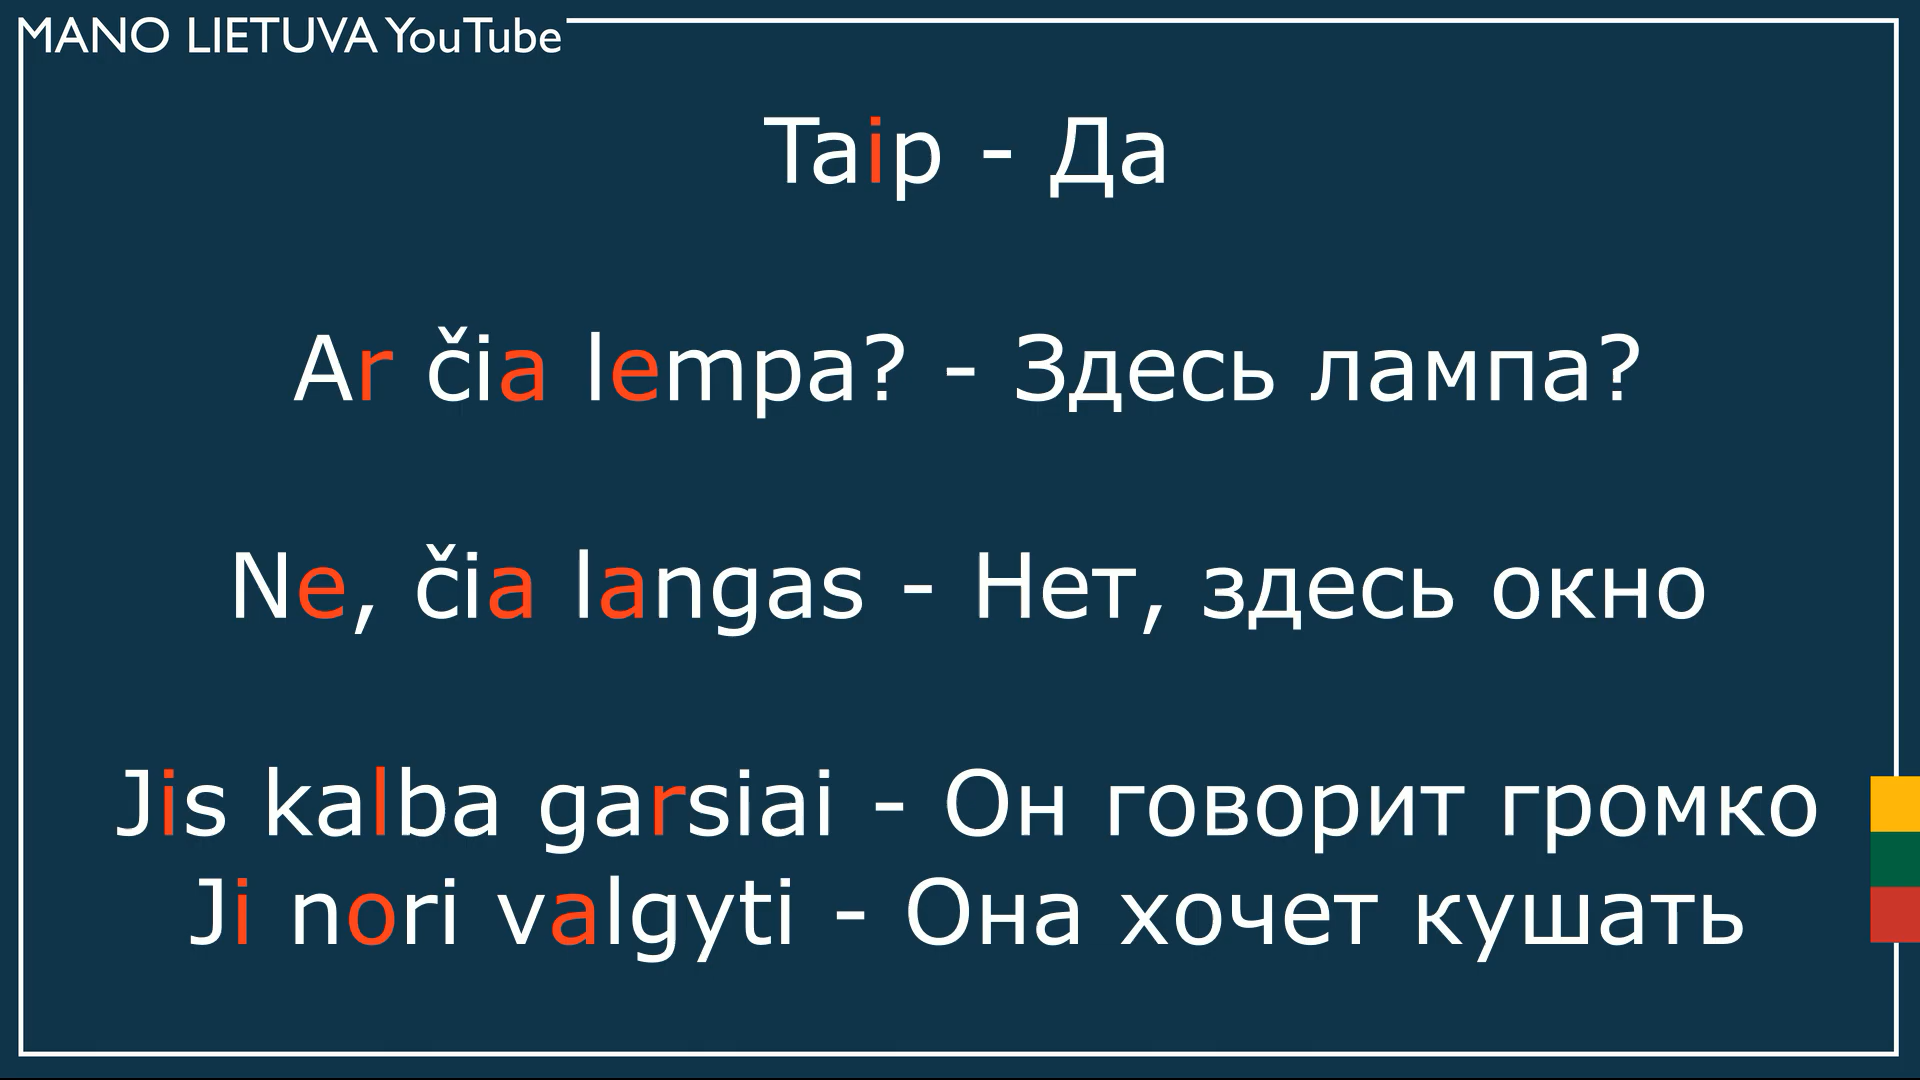 MANO LIETUVA YouTube
Taip - Да
Ar čia lempa? - Здесь лампа?
Ne, čia langas - Нет, здесь окно
Jis kalba garsiai - Он говорит громко
Ji nori valgyti - Она хочет кушать